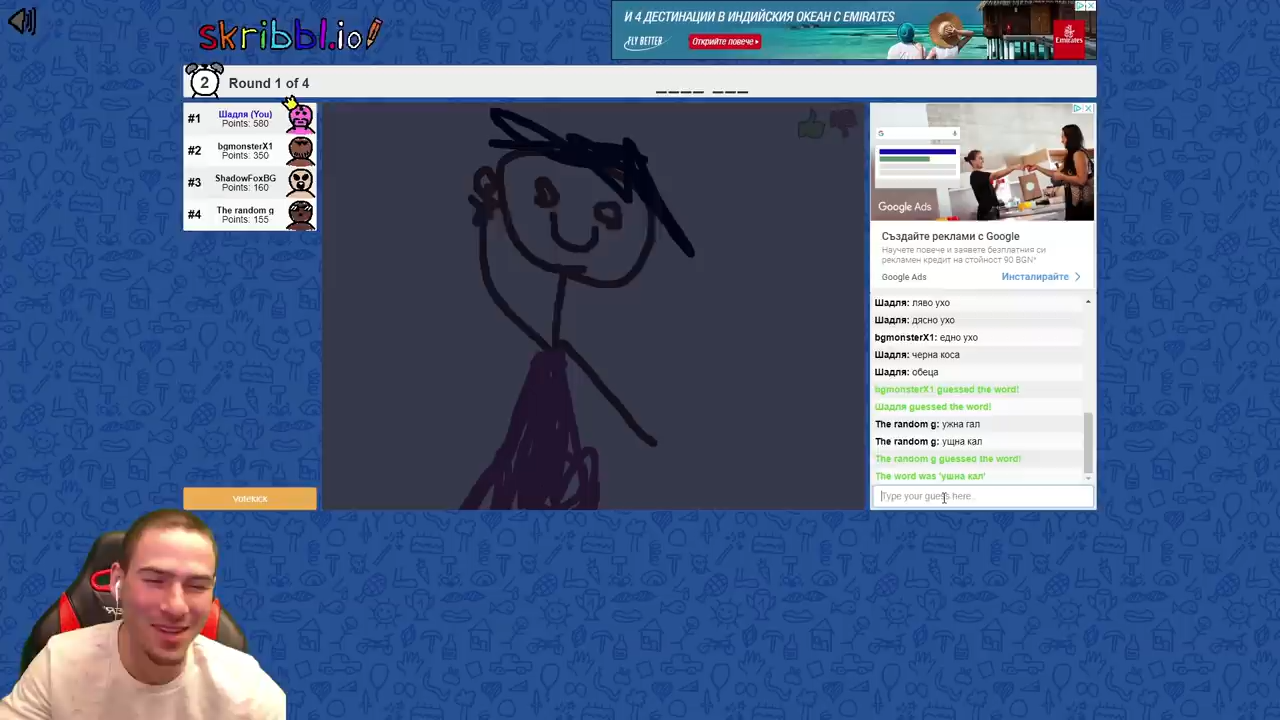 skribbl.io
И 4 ДЕСТИНАЦИИ В ИНДИЙСКИЯ ОКЕАН С EMIRATES
FLY BETTER
Открийте повече
Emirates
2
Round 1 of 4
____ ___
#1
Шадля (You)
Points: 580
#2
bgmonsterX1
Points: 350
#3
ShadowFoxBG
Points: 160
#4
The random g
Points: 155
Votekick
Google Ads
Създайте реклами с Google
Научете повече и заявете безплатния си
рекламен кредит на стойност 90 BGN*
Google Ads
Инсталирайте
Шадля: ляво ухо
Шадля: дясно ухо
bgmonsterX1: едно ухо
Шадля: черна коса
Шадля: обеца
bgmonsterX1 guessed the word!
Шадля guessed the word!
The random g: ужна гал
The random g: ущна кал
The random g guessed the word!
The word was 'ушна кал'
Type your guess here...